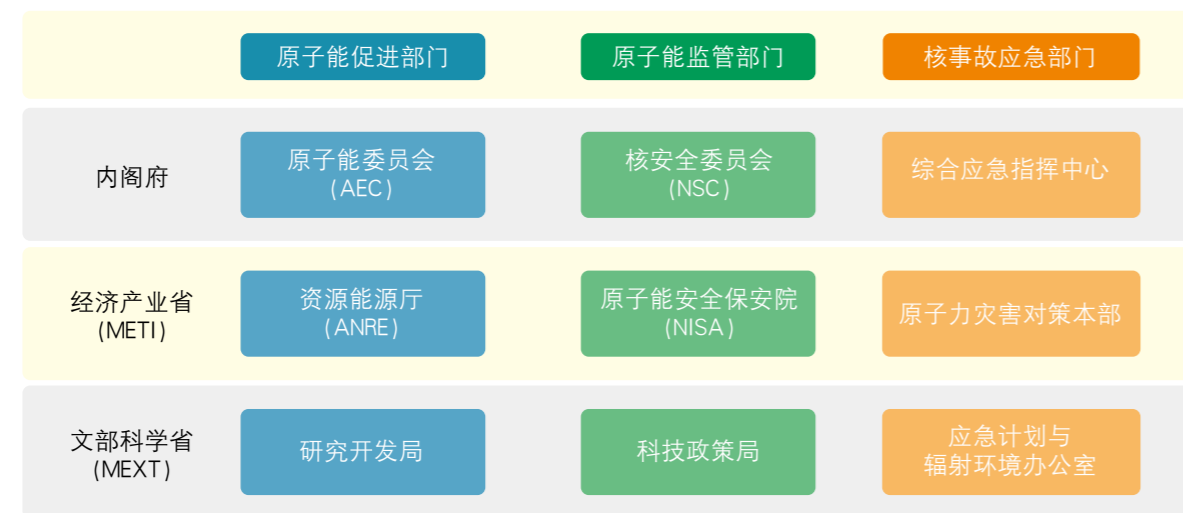 原子能促进部门
原子能监管部门
核事故应急部门
内阁府
原子能委员会
(AEC)
核安全委员会
(NSC)
综合应急指挥中心
经济产业省
(METI)
资源能源厅
(ANRE)
原子能安全保安院
(NISA)
原子力灾害对策本部
文部科学省
(MEXT)
研究开发局
科技政策局
应急计划与
辐射环境办公室